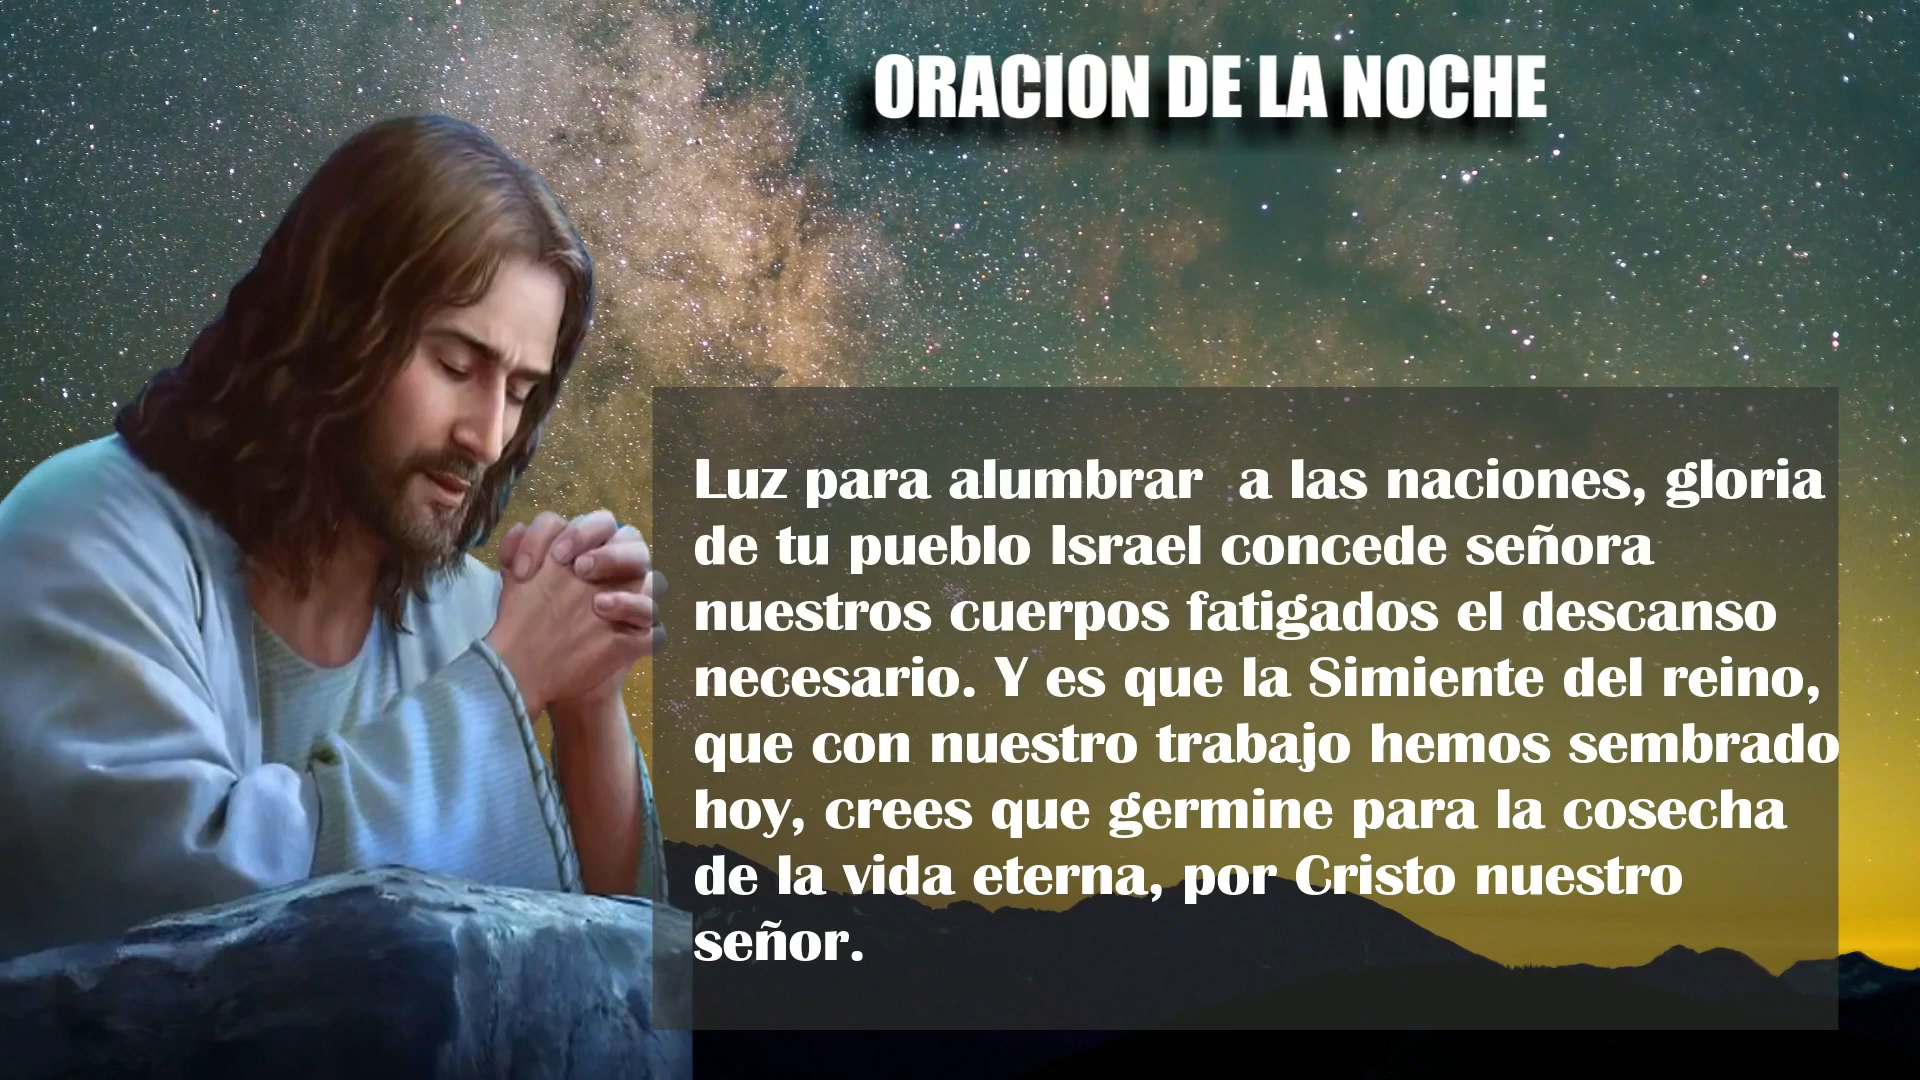 ORACION DE LA NOCHE
Luz para alumbrar  a las naciones, gloria
de tu pueblo Israel concede señora
nuestros cuerpos fatigados el descanso
necesario. Y es que la Simiente del reino,
que con nuestro trabajo hemos sembrado
hoy, crees que germine para la cosecha
de la vida eterna, por Cristo nuestro
señor.